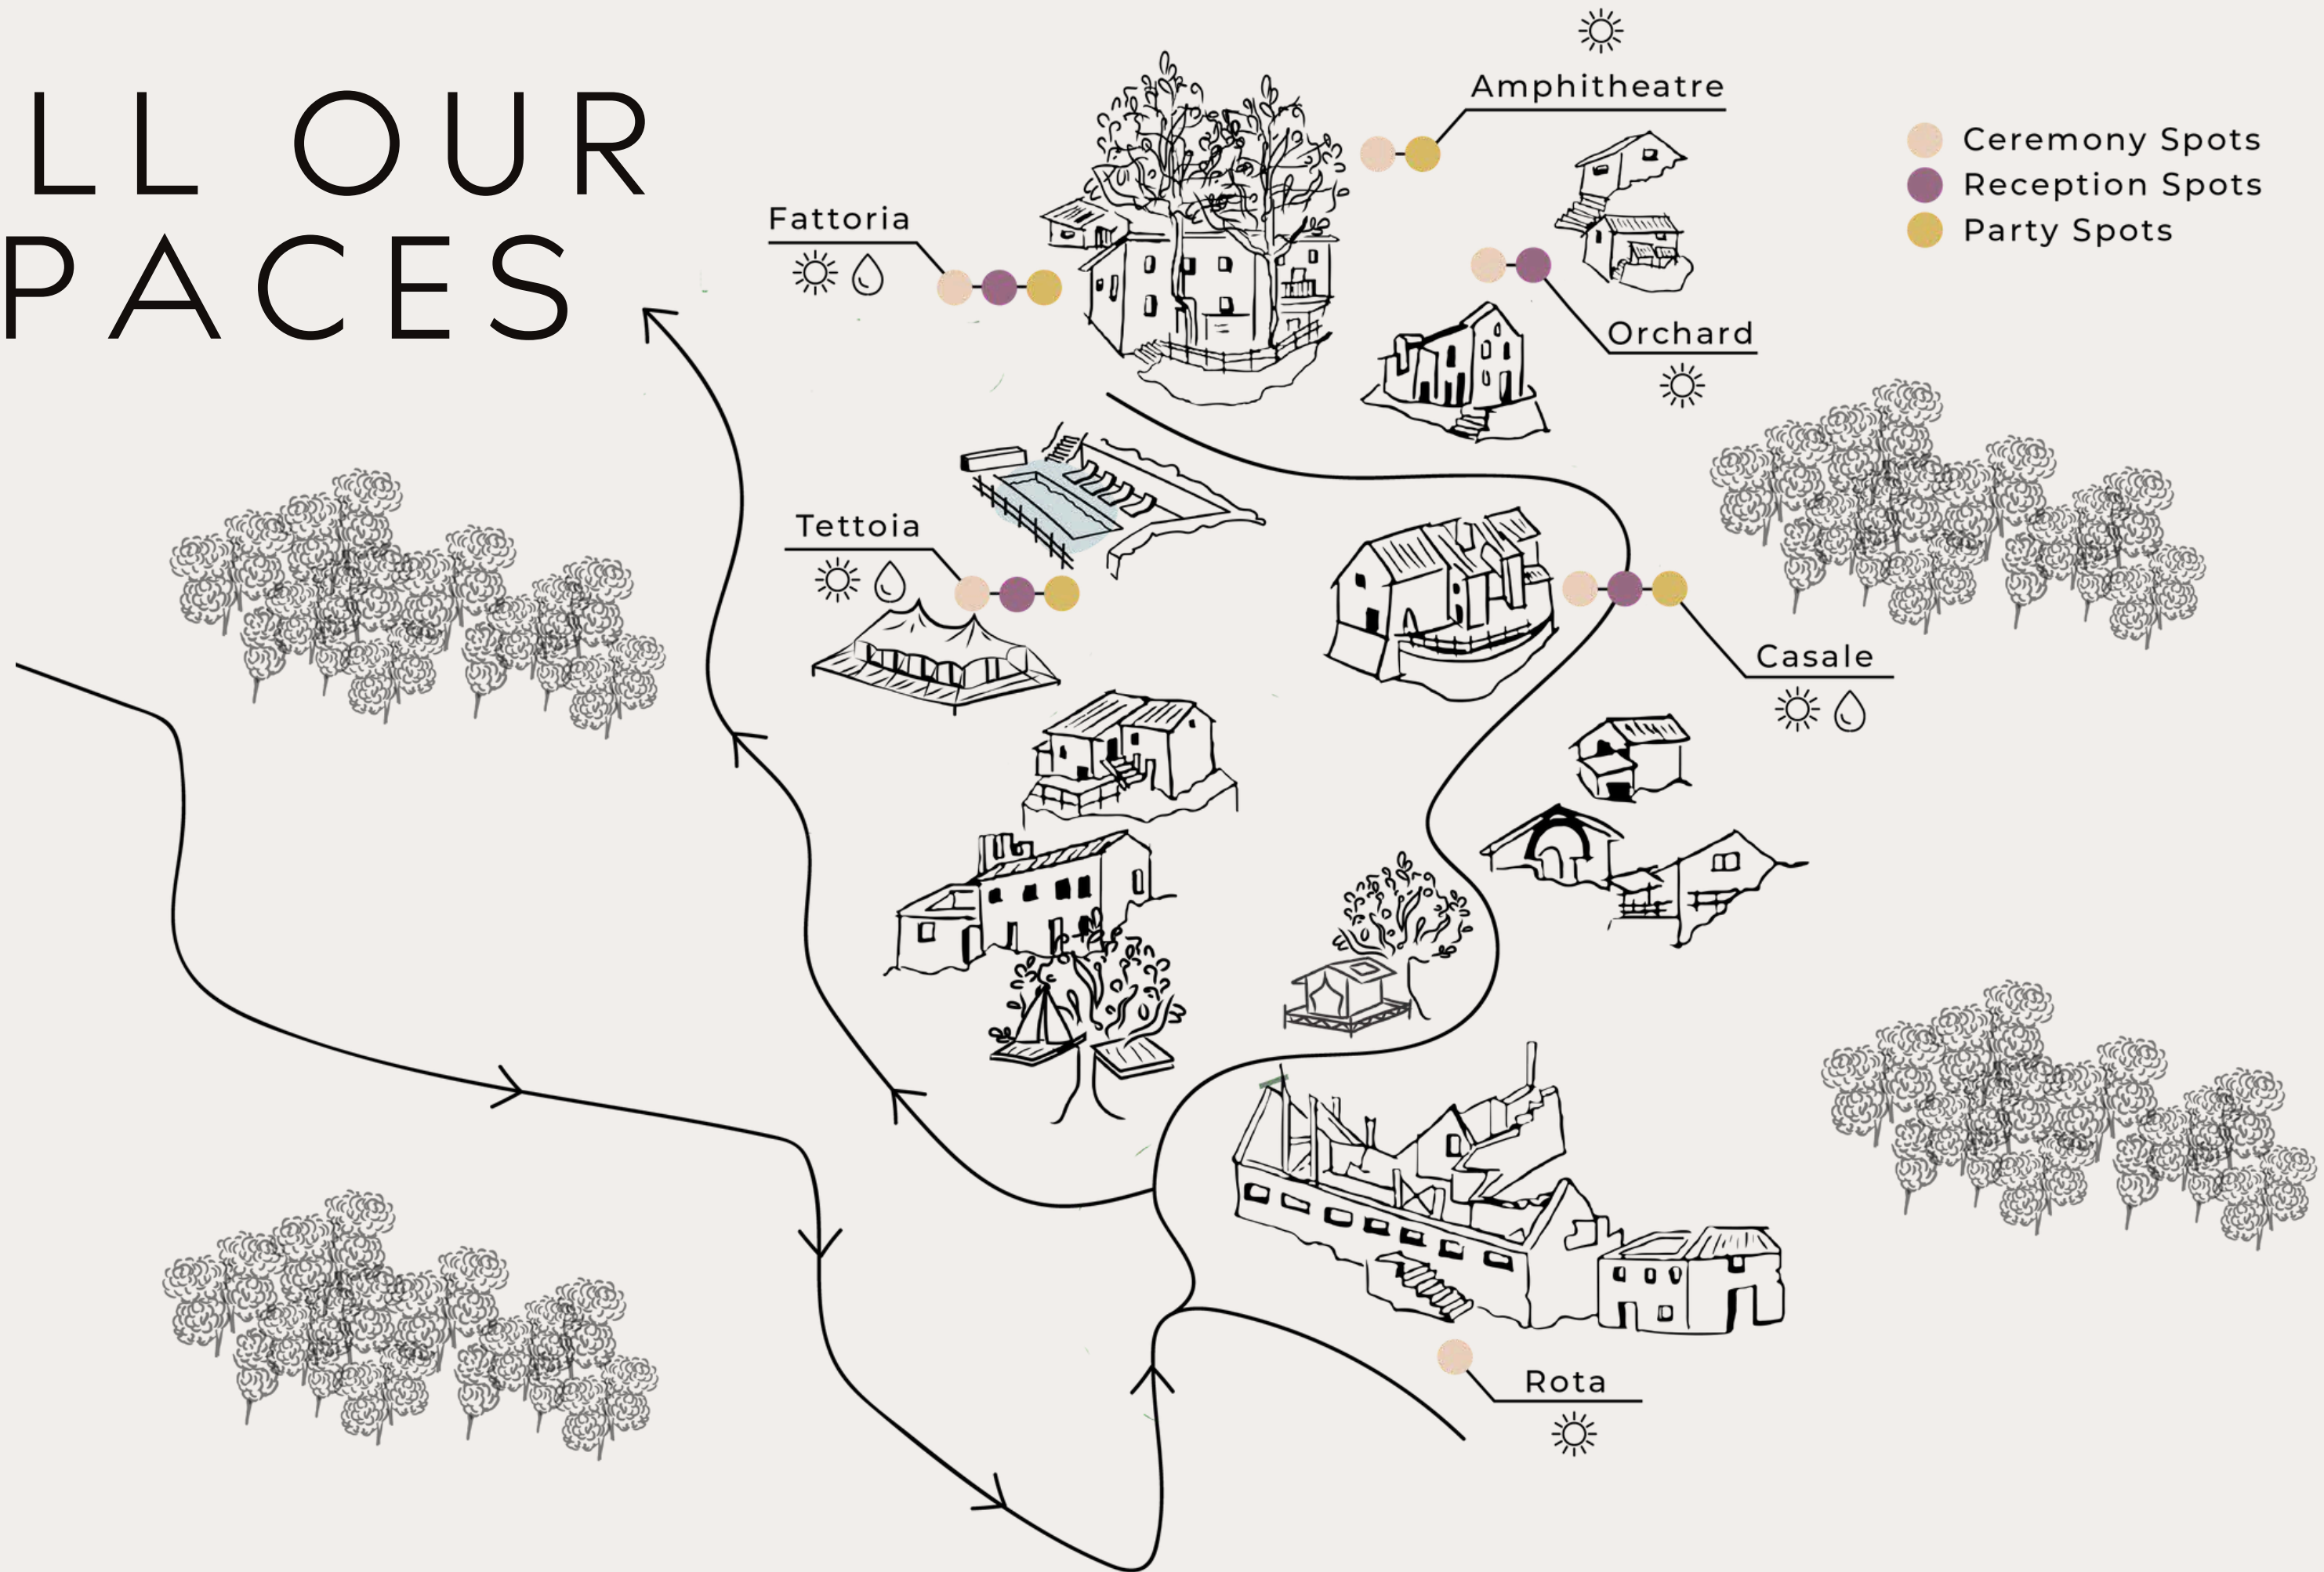 LL OUR
PACES
Amphitheatre
Ceremony Spots
Reception Spots
Party Spots
Fattoria
Orchard
Tettoia
Casale
Rota